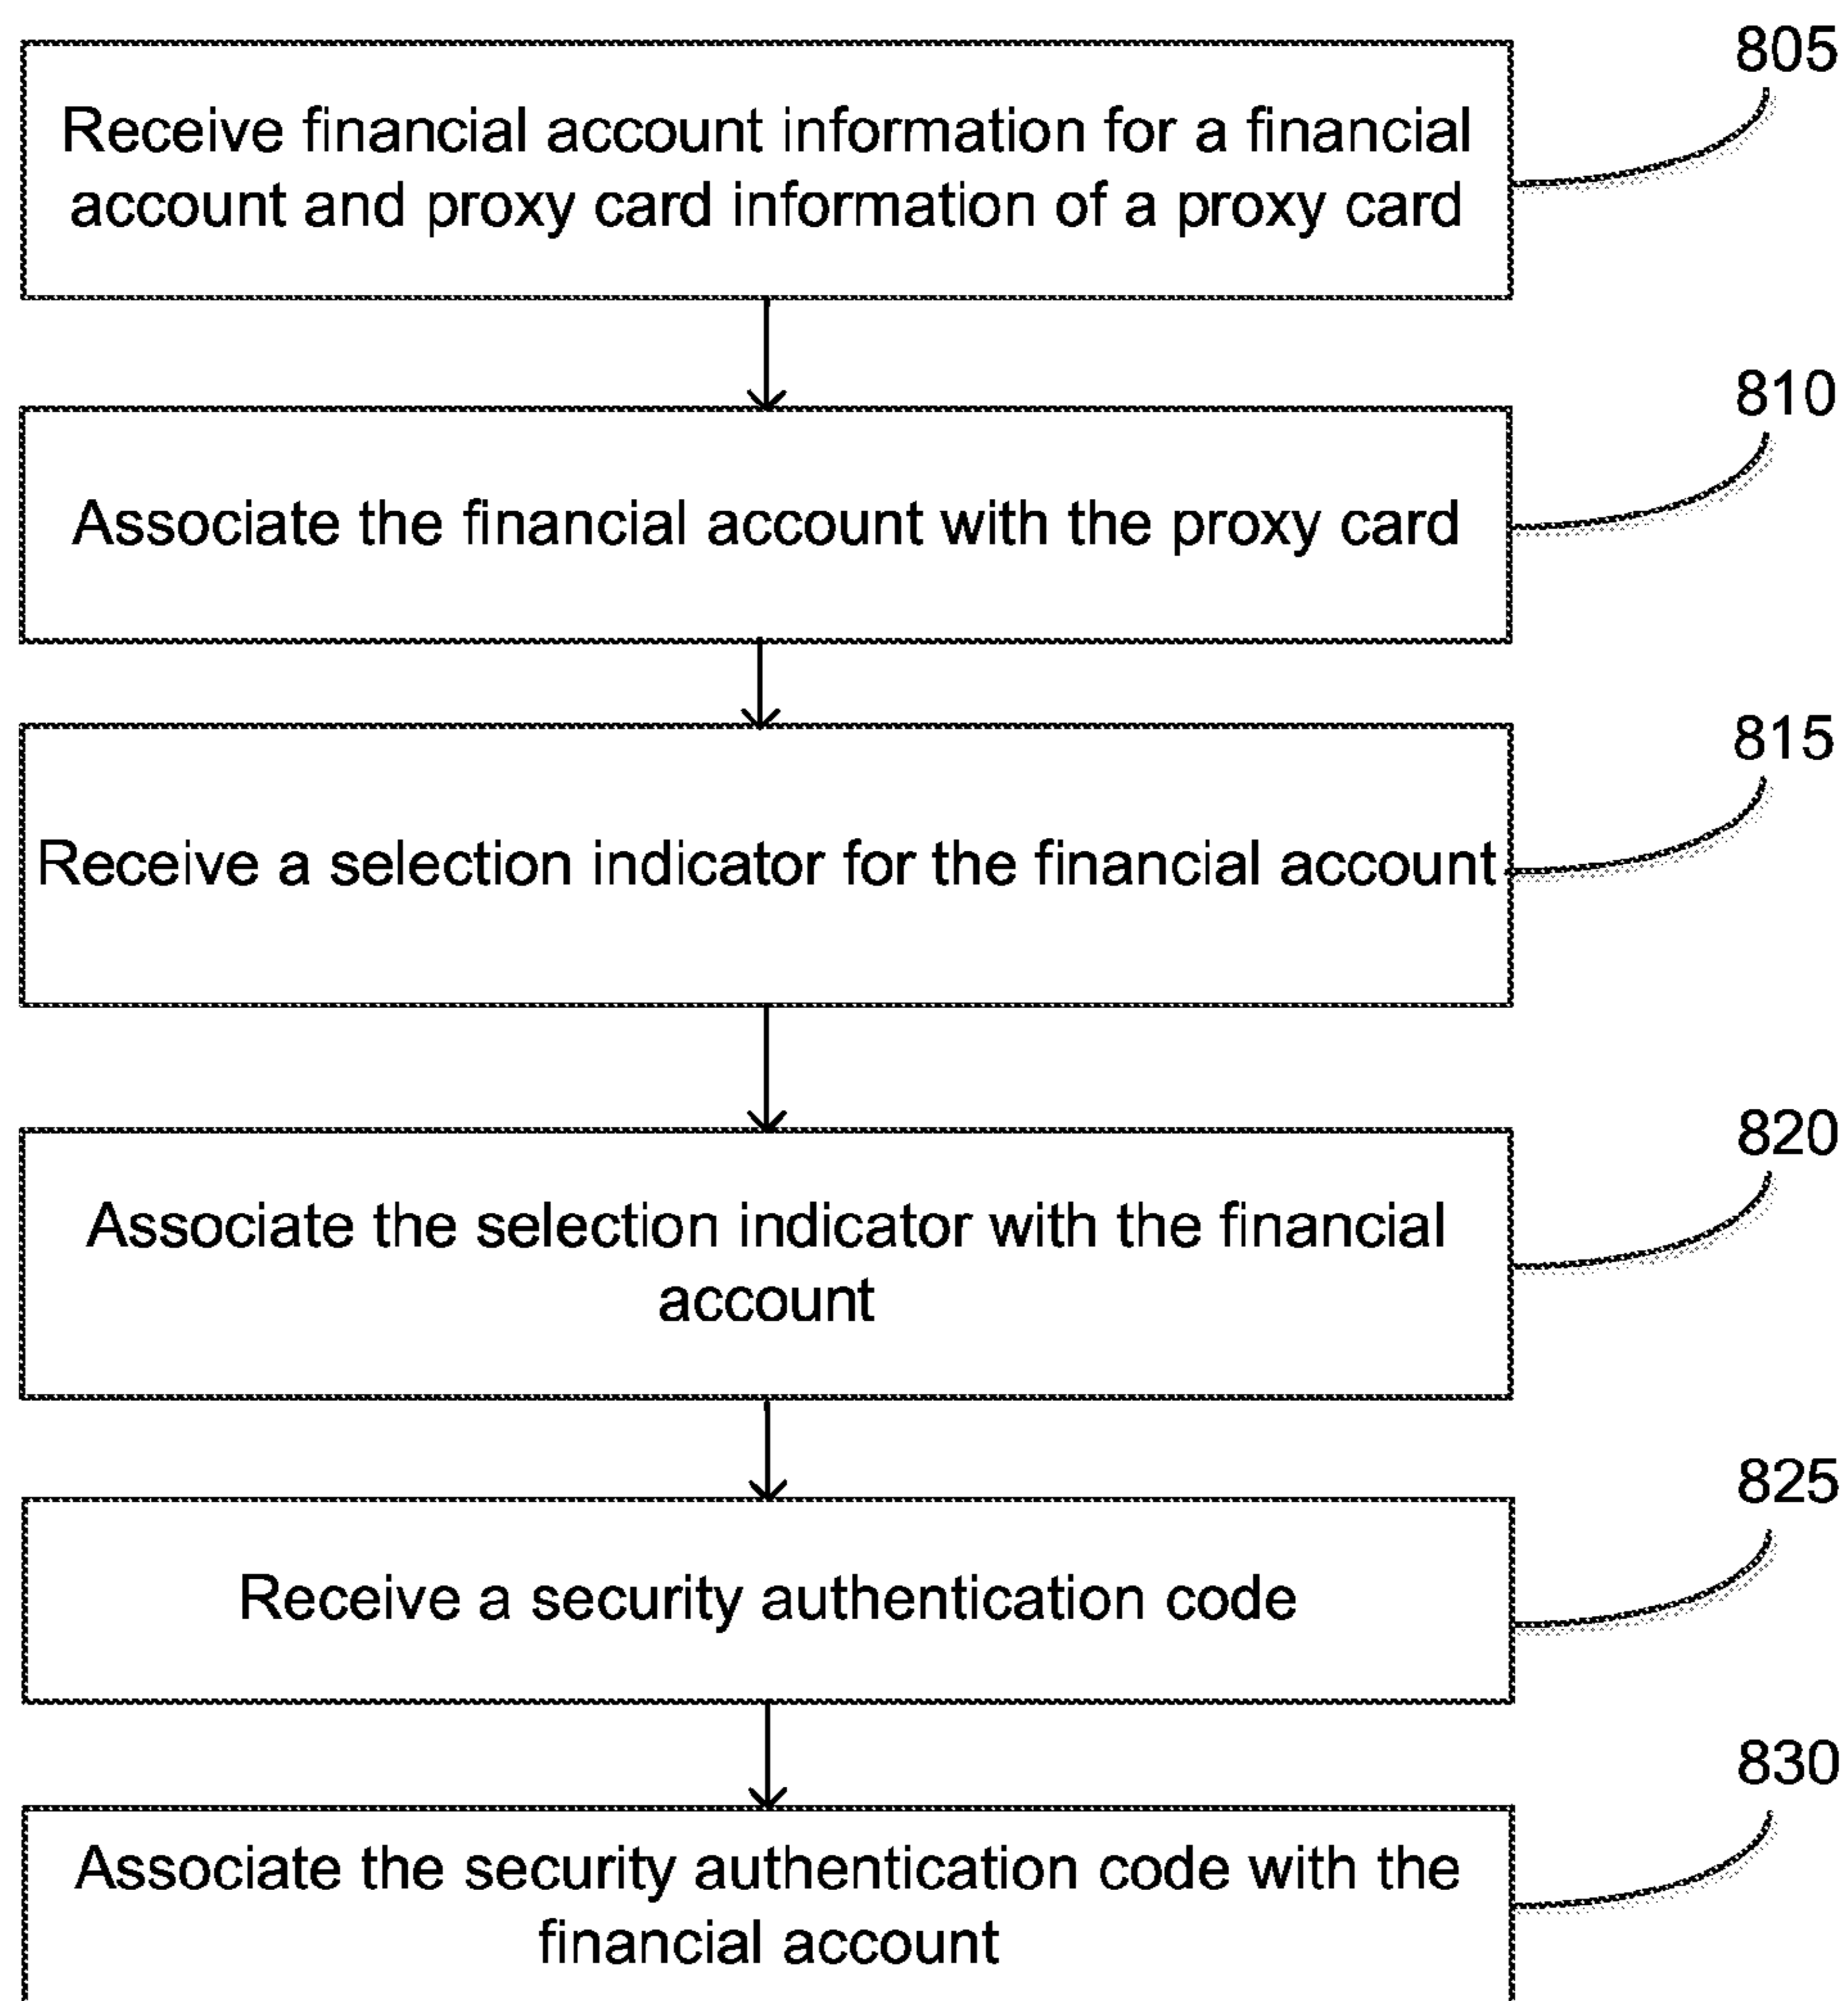 805
Receive financial account information for a financial
account and proxy card information of a proxy card
810
Associate the financial account with the proxy card
815
Receive a selection indicator for the financial account
820
Associate the selection indicator with the financial
account
825
Receive a security authentication code
830
Associate the security authentication code with the
financial account